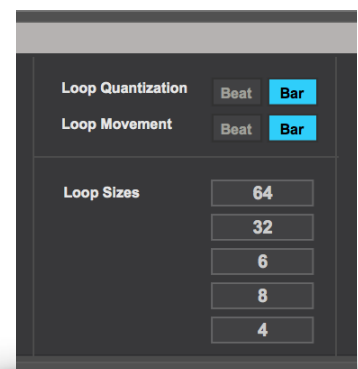 Loop Quantization Beat Bar
Loop Movement Beat Bar
Loop Sizes 64
32
6
8
4